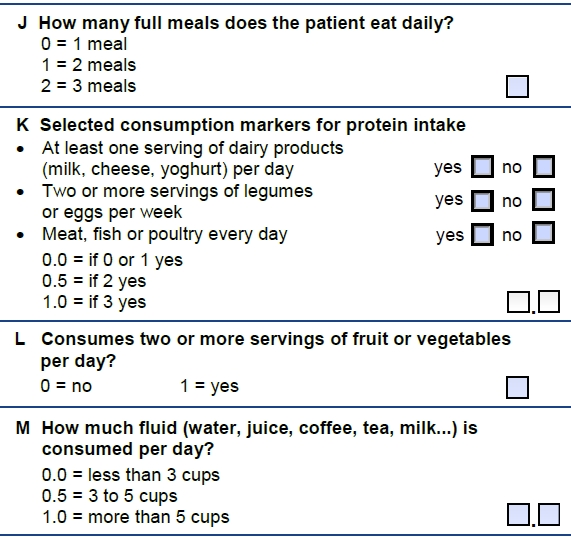 J How many full meals does the patient eat daily?
0 = 1 meal
1 = 2 meals
2 = 3 meals
K Selected consumption markers for protein intake
• At least one serving of dairy products
(milk, cheese, yoghurt) per day yes no
• Two or more servings of legumes
or eggs per week yes no
• Meat, fish or poultry every day yes no
0.0 = if 0 or 1 yes
0.5 = if 2 yes
1.0 = if 3 yes
.
L Consumes two or more servings of fruit or vegetables
per day?
0 = no 1 = yes
M How much fluid (water, juice, coffee, tea, milk...) is
consumed per day?
0.0 = less than 3 cups
0.5 = 3 to 5 cups
1.0 = more than 5 cups .